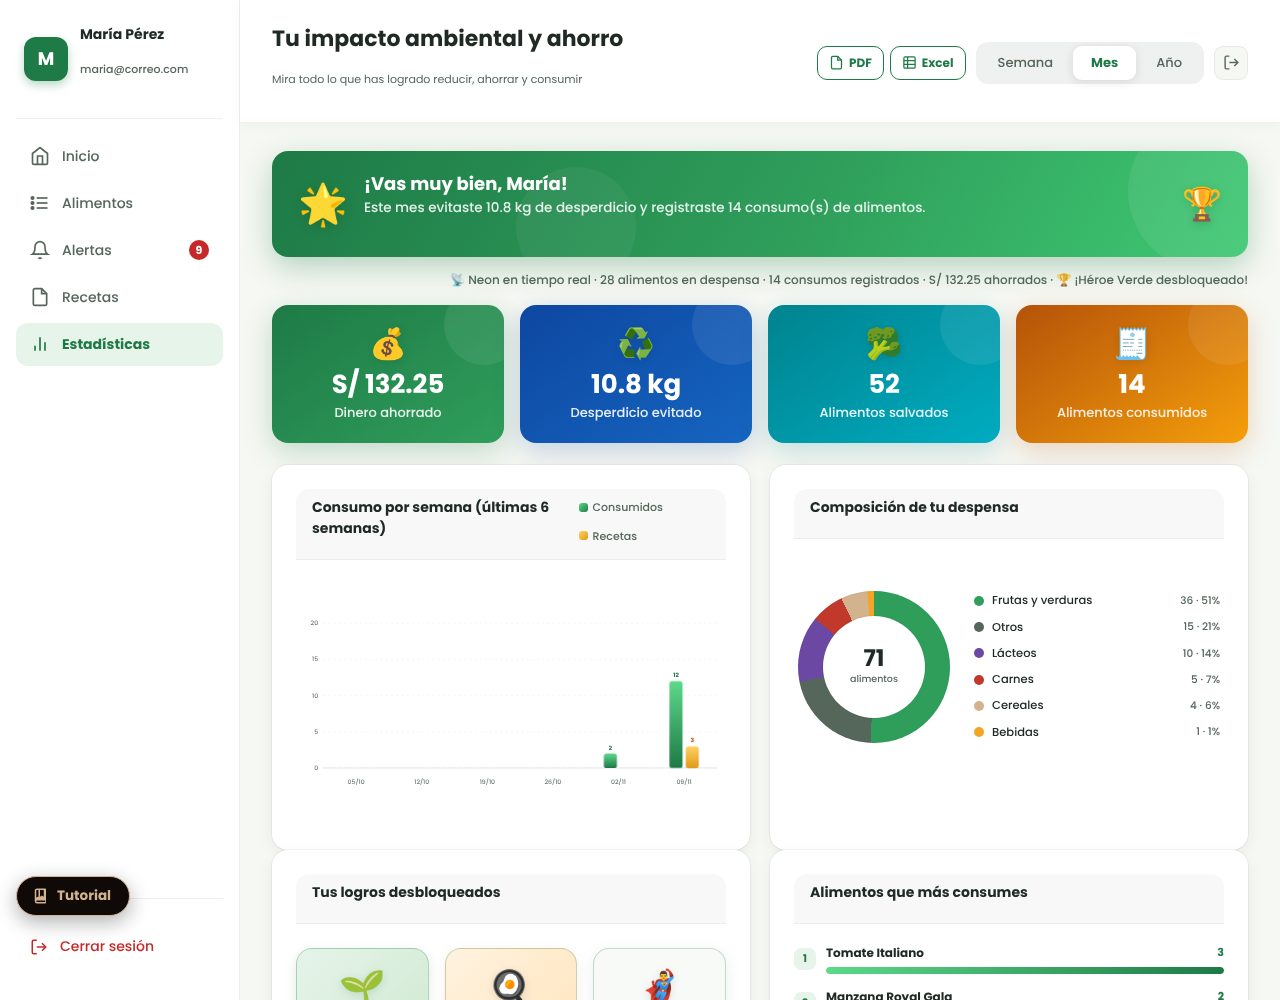 M
María Pérez
maria@correo.com
Inicio
Alimentos
Alertas
9
Recetas
Estadísticas
Tutorial
Cerrar sesión
Tu impacto ambiental y ahorro
Mira todo lo que has logrado reducir, ahorrar y consumir
PDF
Excel
Semana
Mes
Año
¡Vas muy bien, María!
Este mes evitaste 10.8 kg de desperdicio y registraste 14 consumo(s) de alimentos.
Neon en tiempo real · 28 alimentos en despensa · 14 consumos registrados · S/ 132.25 ahorrados · 🏆 ¡Héroe Verde desbloqueado!
S/ 132.25
Dinero ahorrado
10.8 kg
Desperdicio evitado
52
Alimentos salvados
14
Alimentos consumidos
Consumo por semana (últimas 6
semanas)
Consumidos
Recetas
20
15
10
5
0
2
12
3
05/10
12/10
19/10
26/10
02/11
09/11
Composición de tu despensa
71
alimentos
Frutas y verduras 36 · 51%
Otros 15 · 21%
Lácteos 10 · 14%
Carnes 5 · 7%
Cereales 4 · 6%
Bebidas 1 · 1%
Tus logros desbloqueados
Alimentos que más consumes
1 Tomate Italiano 3
Manzana Royal Gala 2